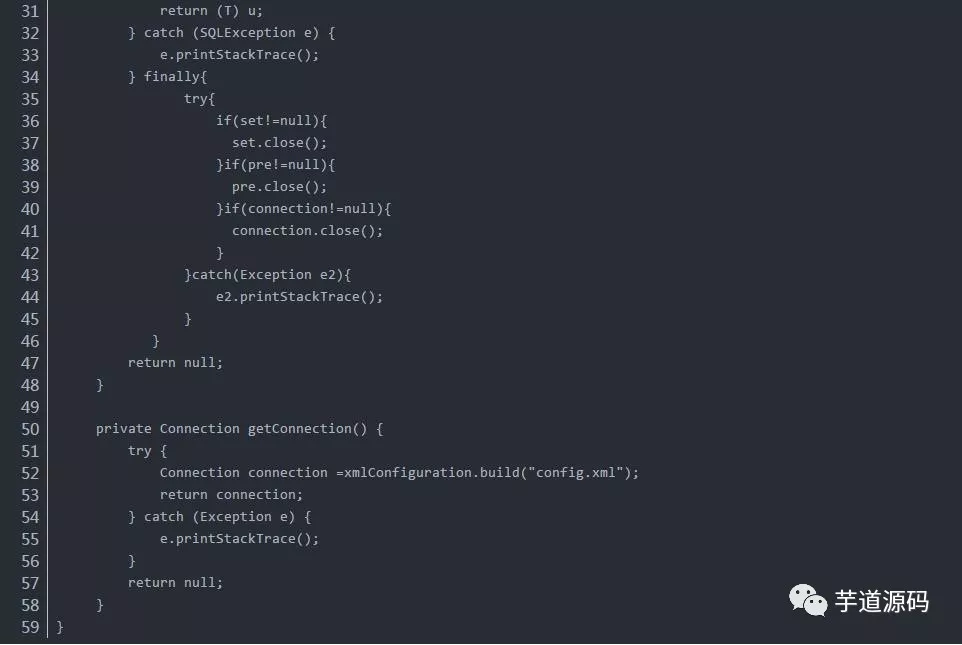 31             return (T) u;
32         } catch (SQLException e) {
33             e.printStackTrace();
34         } finally{
35                try{
36                    if(set!=null){
37                      set.close();
38                    }if(pre!=null){
39                      pre.close();
40                    }if(connection!=null){
41                      connection.close();
42                    }
43                }catch(Exception e2){
44                    e2.printStackTrace();
45                }
46            }
47         return null;
48     }
49
50     private Connection getConnection() {
51         try {
52             Connection connection =xmlConfiguration.build("config.xml");
53             return connection;
54         } catch (Exception e) {
55             e.printStackTrace();
56         }
57         return null;
58     }
59 }
芋道源码